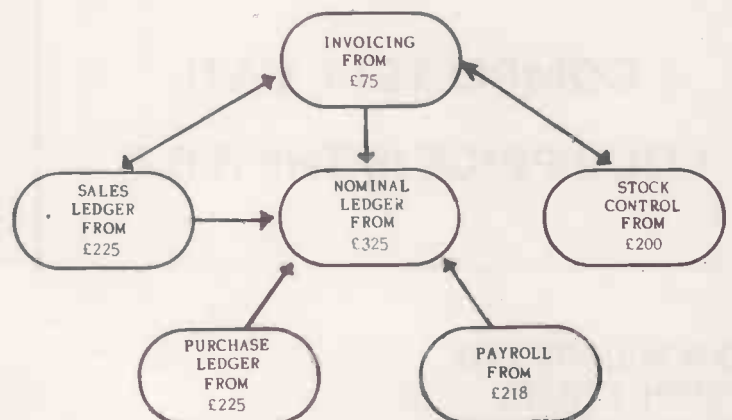 INVOICING
FROM
£75
SALES
LEDGER
FROM
£225
NOMINAL
LEDGER
FROM
£325
STOCK
CONTROL
FROM
£200
PURCHASE
LEDGER
FROM
£225
PAYROLL
FROM
£218